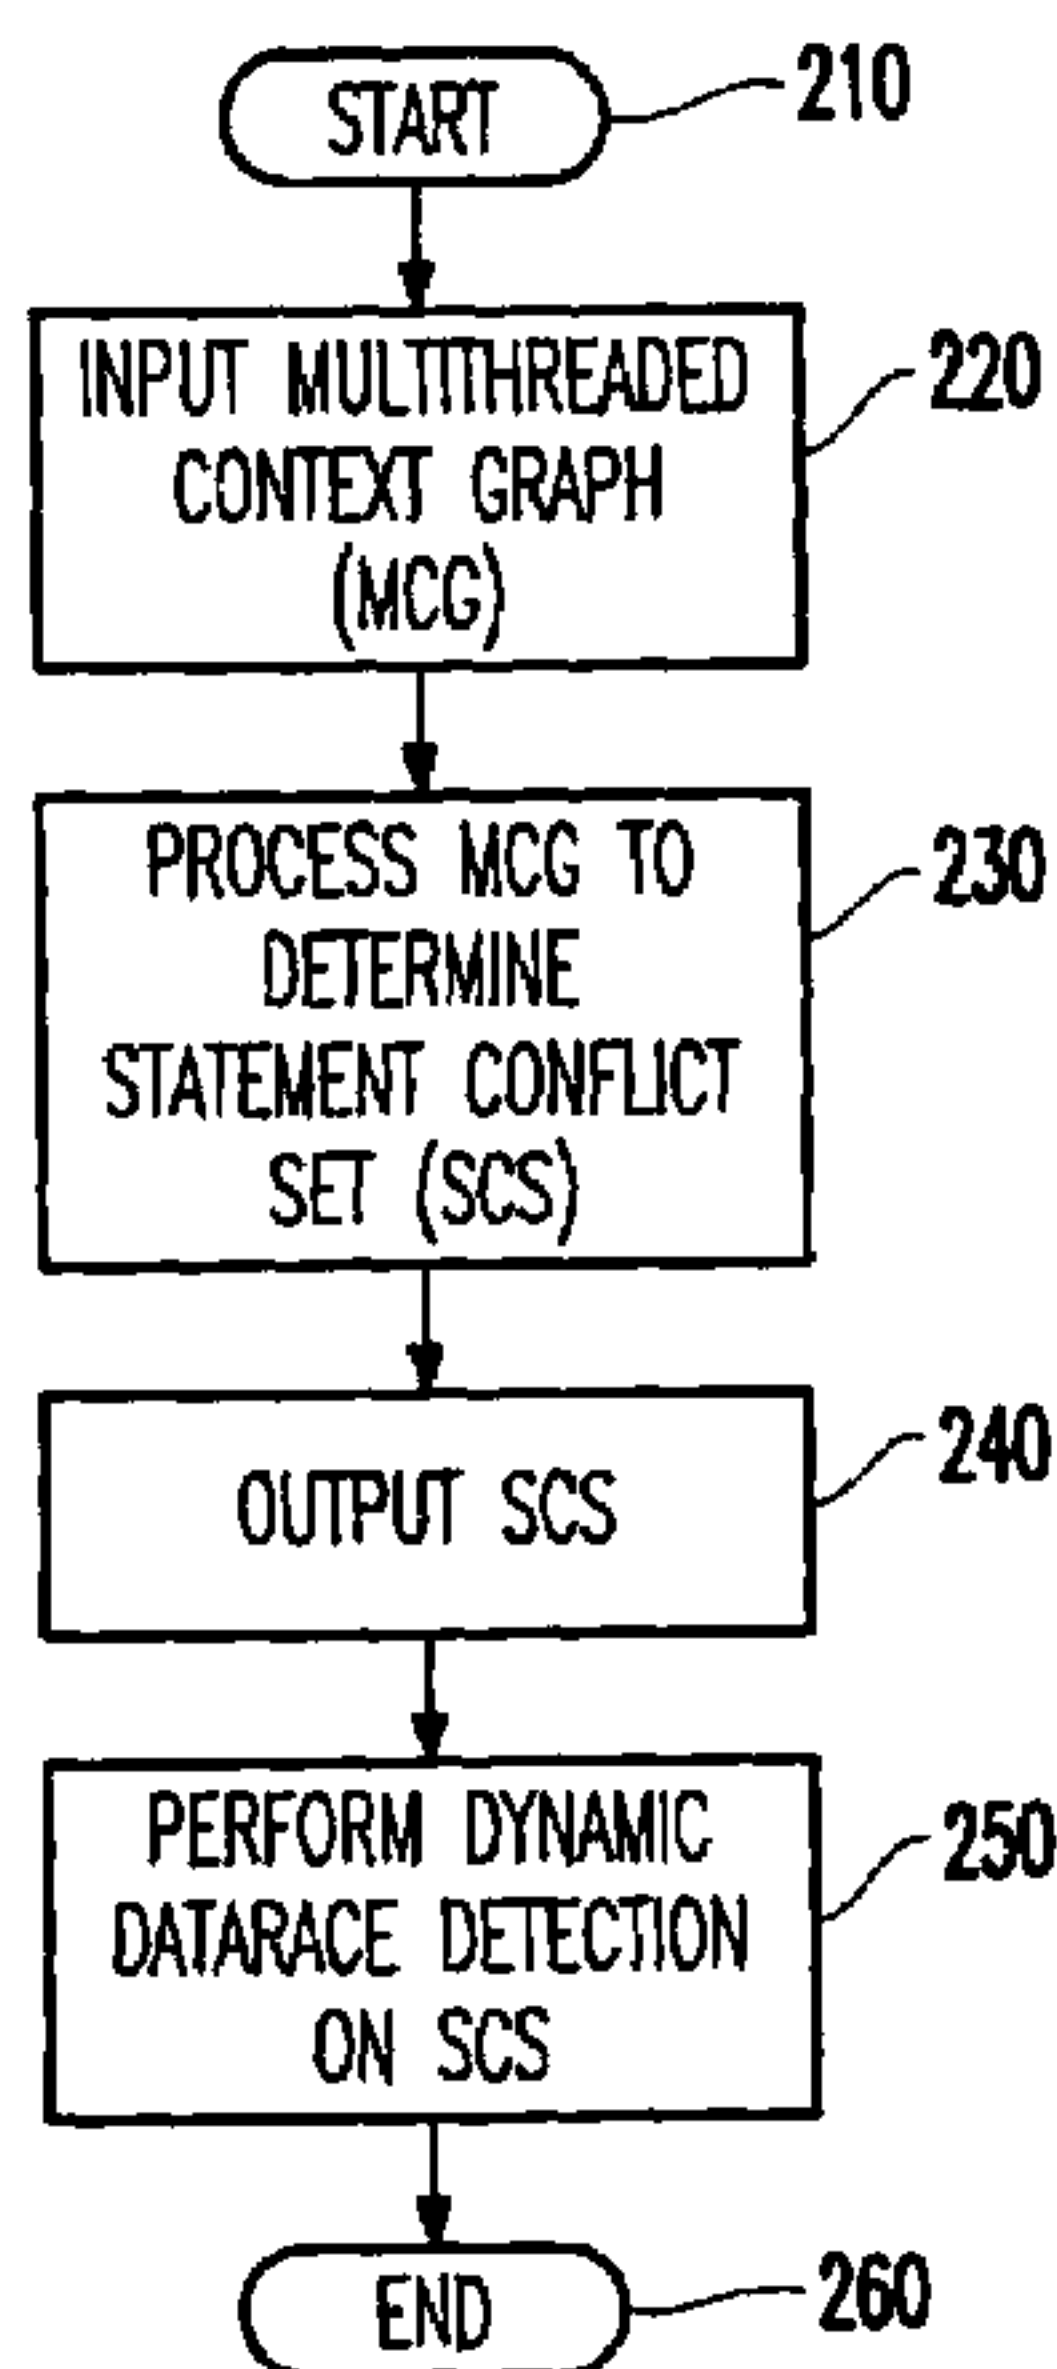 START
210
INPUT MULTITHREADED
CONTEXT GRAPH
(MCG)
220
PROCESS MCG TO
DETERMINE
STATEMENT CONFLICT
SET (SCS)
230
OUTPUT SCS
240
PERFORM DYNAMIC
DATARACE DETECTION
ON SCS
250
END
260